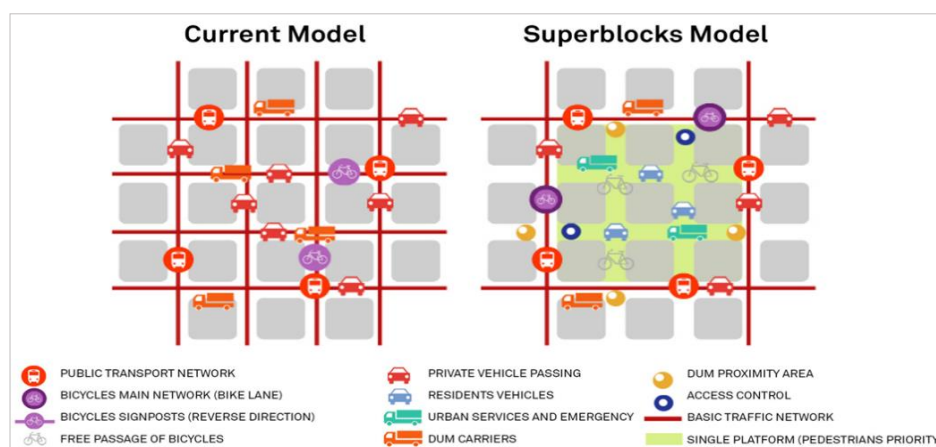 Current Model
Superblocks Model
PUBLIC TRANSPORT NETWORK
BICYCLES MAIN NETWORK (BIKE LANE)
BICYCLES SIGNPOSTS (REVERSE DIRECTION)
FREE PASSAGE OF BICYCLES
PRIVATE VEHICLE PASSING
RESIDENTS VEHICLES
URBAN SERVICES AND EMERGENCY
DUM CARRIERS
DUM PROXIMITY AREA
ACCESS CONTROL
BASIC TRAFFIC NETWORK
SINGLE PLATFORM (PEDESTRIANS PRIORITY